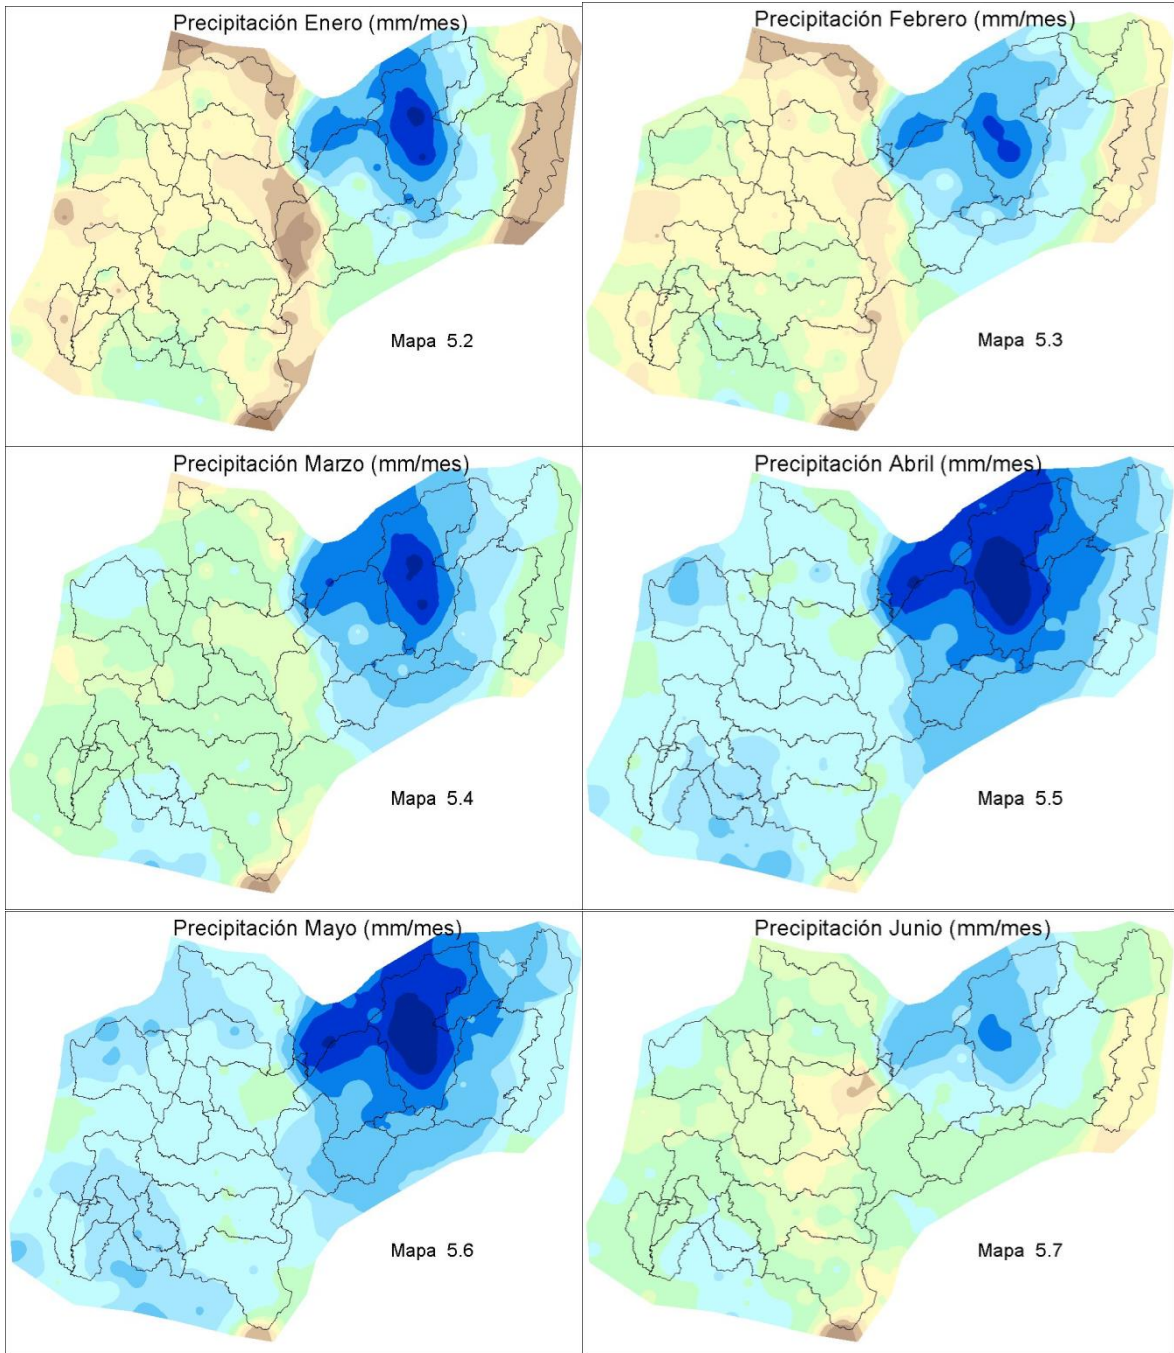 Precipitación Enero (mm/mes)
Mapa 5.2
Precipitación Febrero (mm/mes)
Mapa 5.3
Precipitación Marzo (mm/mes)
Mapa 5.4
Precipitación Abril (mm/mes)
Mapa 5.5
Precipitación Mayo (mm/mes)
Mapa 5.6
Precipitación Junio (mm/mes)
Mapa 5.7